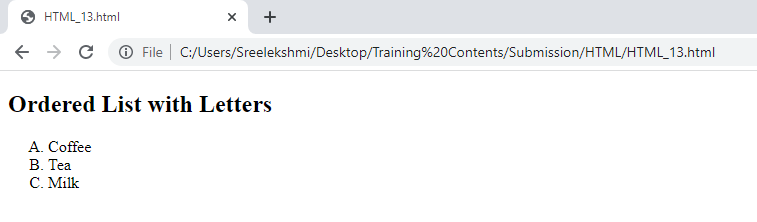 HTML_13.html
File | C:/Users/Sreelekshmi/Desktop/Training%20Contents/Submission/HTML/HTML_13.html
Ordered List with Letters
A. Coffee
B. Tea
C. Milk